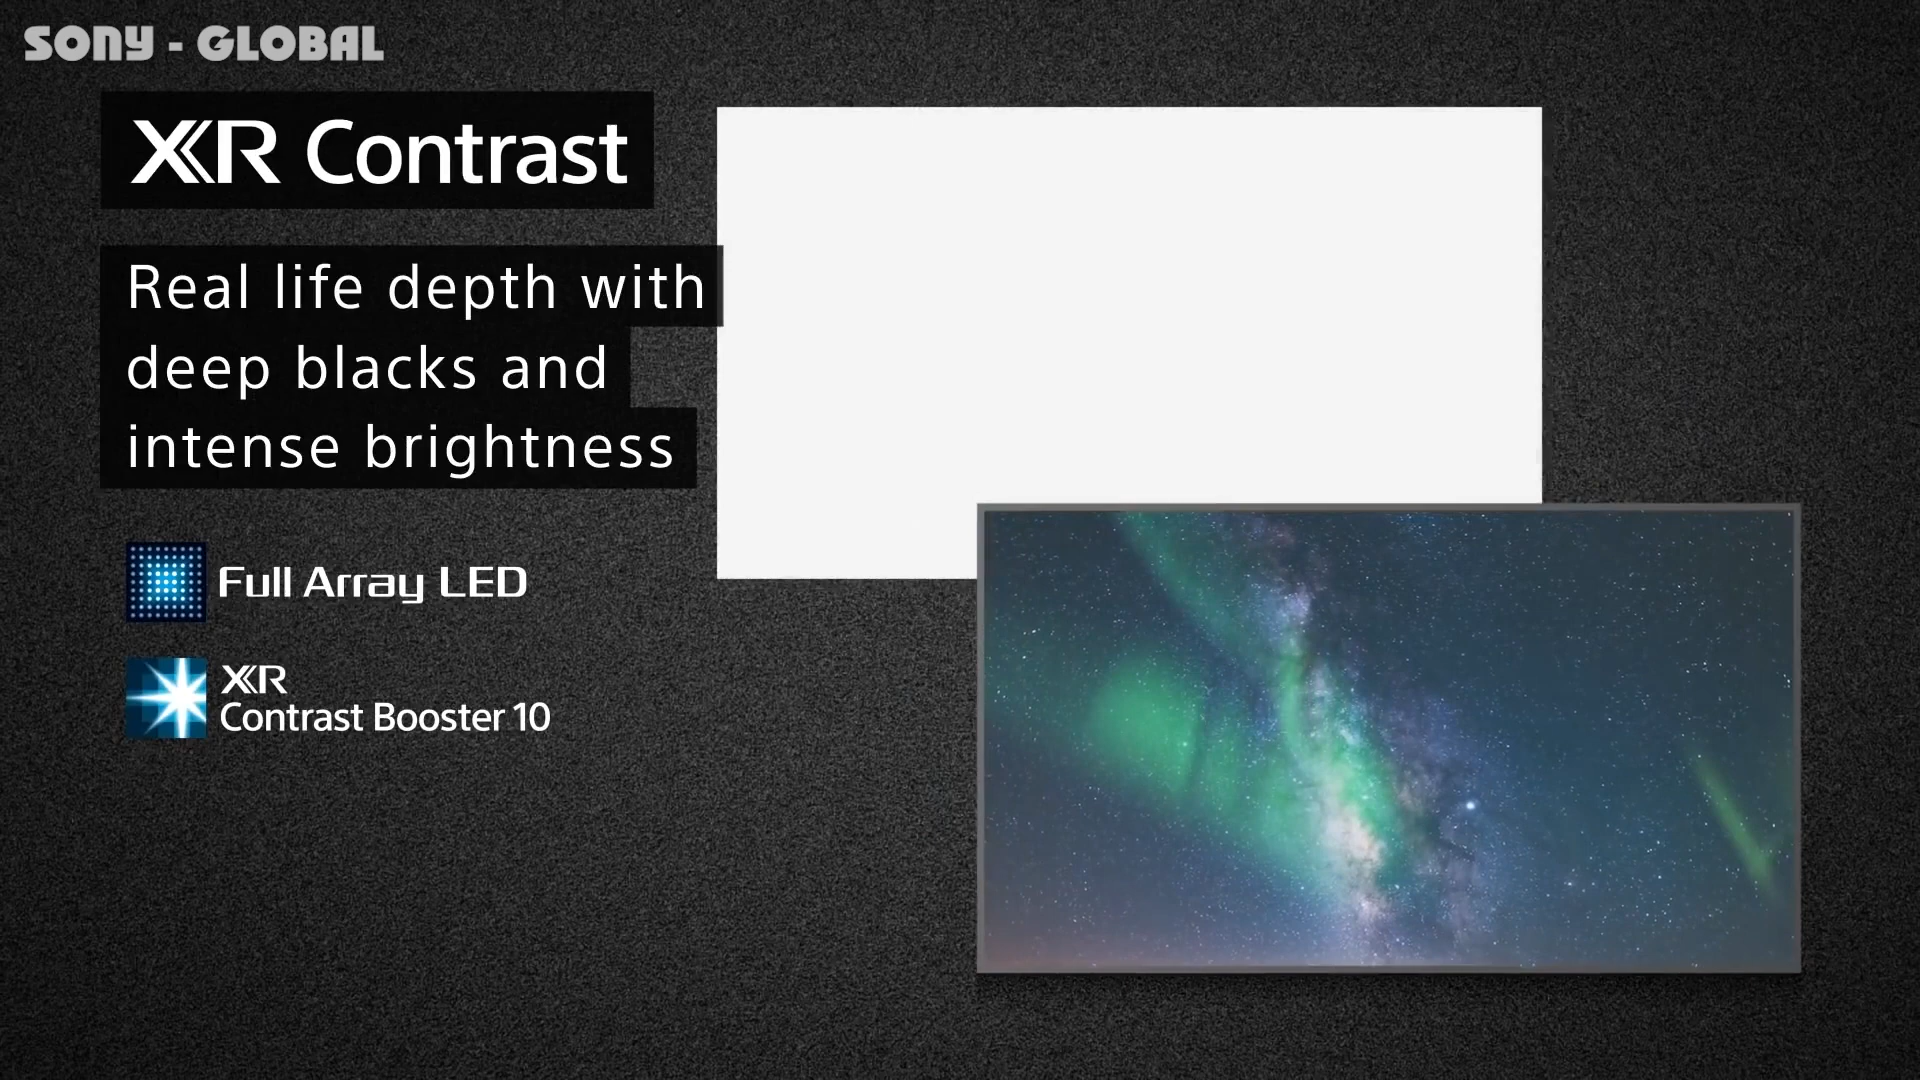 SONY - GLOBAL
XR Contrast
Real life depth with
deep blacks and
intense brightness
Full Array LED
XR
Contrast Booster 10